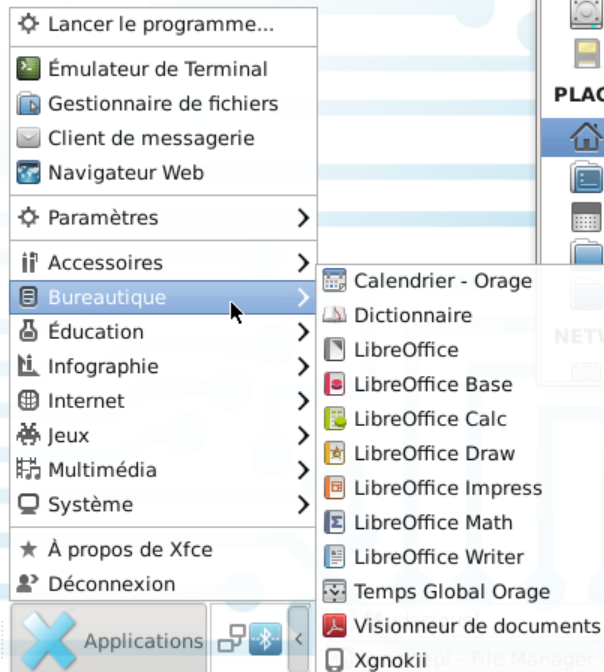 Lancer le programme...
Émulateur de Terminal
Gestionnaire de fichiers
Client de messagerie
Navigateur Web
Paramètres
Accessoires
Bureautique
Éducation
Infographie
Internet
Jeux
Multimédia
Système
À propos de Xfce
Déconnexion
Applications
Calendrier - Orage
Dictionnaire
LibreOffice
LibreOffice Base
LibreOffice Calc
LibreOffice Draw
LibreOffice Impress
LibreOffice Math
LibreOffice Writer
Temps Global Orage
Visionneur de documents
Xgnokii
File Manager
PLAC
NETW